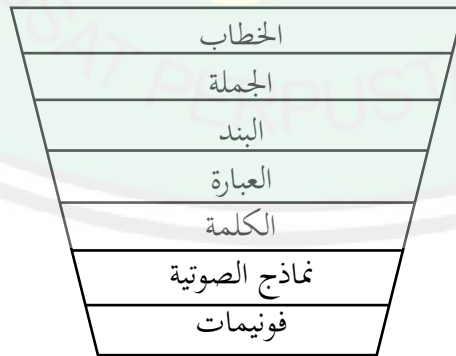 الخطاب
الجملة
البند
العبارة
الكلمة
نماذج الصوتية
فونيمات